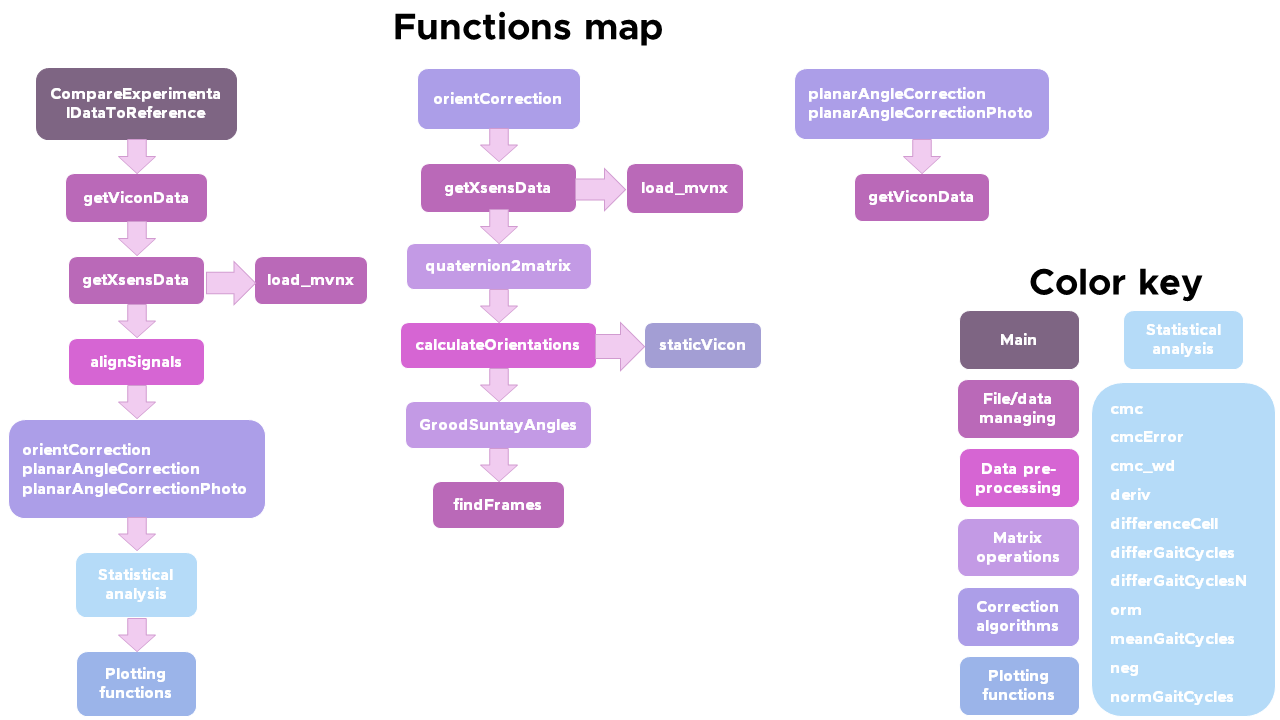 Functions map
CompareExperimenta
lDataToReference
getViconData
getXsensData
load_mvnx
alignSignals
orientCorrection
planarAngleCorrection
planarAngleCorrectionPhoto
Statistical
analysis
Plotting
functions
orientCorrection
getXsensData
load_mvnx
quaternion2matrix
calculateOrientations
staticVicon
GroodSuntayAngles
findFrames
planarAngleCorrection
planarAngleCorrectionPhoto
getViconData
Color key
Main
File/data
managing
Data pre-
processing
Matrix
operations
Correction
algorithms
Plotting
functions
Statistical
analysis
cmc
cmcError
cmc_wd
deriv
differenceCell
differGaitCycles
differGaitCyclesN
orm
meanGaitCycles
neg
normGaitCycles